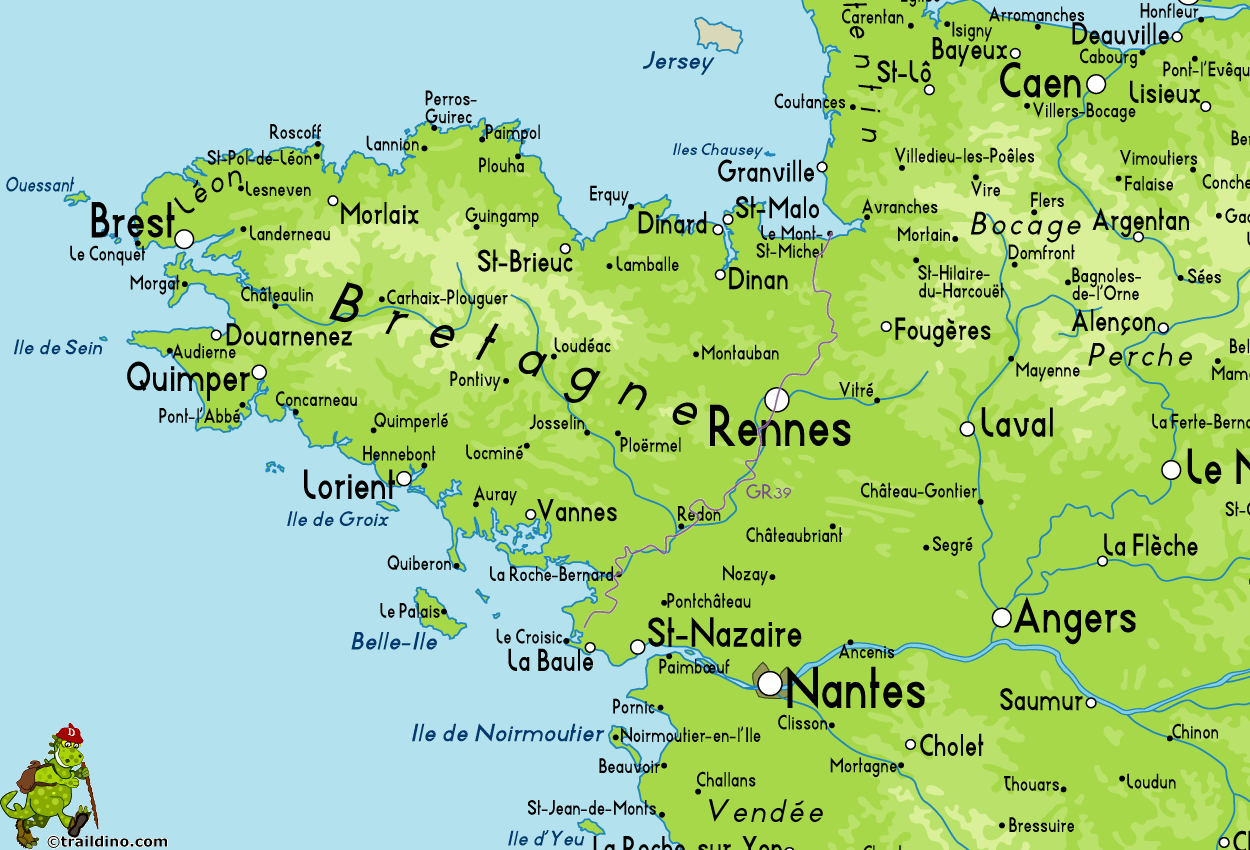 Carentan
Isigny
Arromanches
Honfleur
Deauville
Bayeux
Cabourg
Jersey
St-Lô
Caen
Pont-l'Evêqu
Lisieux
Perros-
Guirec
Coutances
Villers-Bocage
Roscoff
Lannion
Paimpol
St-Pol-de-Léon
Plouha
Iles Chausey
Granville
Villedieu-les-Poêles
Vimoutiers
Ouessant
Léon
Lesneven
Erquy
Vire
Falaise
Conche
Brest
Morlaix
Guingamp
Dinard
St-Malo
Avranches
Flers
Bocage
Argentan
Landerneau
Le Mont-
St-Michel
Mortain
Le Conquet
St-Brieuc
Lamballe
Dinan
Domfront
St-Hilaire-
du-Harcouët
Bagnoles-
de-l'Orne
Sées
Morgat
Châteaulin
Carhaix-Plouguer
Bretagne
Douarnenez
Fougères
Alençon
Ile de Sein
Audierne
Loudéac
Montauban
Perche
Bel
Mam
Quimper
Pontivy
Vitré
Mayenne
Concarneau
Pont-l'Abbé
Quimperlé
Josselin
Rennes
Laval
La Ferte-Berna
Hennebont
Locminé
Ploërmel
Lorient
Le M
GR39
Château-Gontier
Auray
Ile de Groix
Vannes
Redon
St-C
Châteaubriant
Segré
La Flèche
Quiberon
La Roche-Bernard
Nozay
Le Palais
Pontchâteau
Belle-Ile
Le Croisic
St-Nazaire
Angers
La Baule
Paimbœuf
Ancenis
Nantes
Saumur
Pornic
Clisson
Ile de Noirmoutier
Noirmoutier-en-l'Ile
Cholet
Chinon
Beauvoir
Mortagne
Challans
Thouars
Loudun
St-Jean-de-Monts
Vendée
Bressuire
D
Ile d'Yeu
©traildino.com